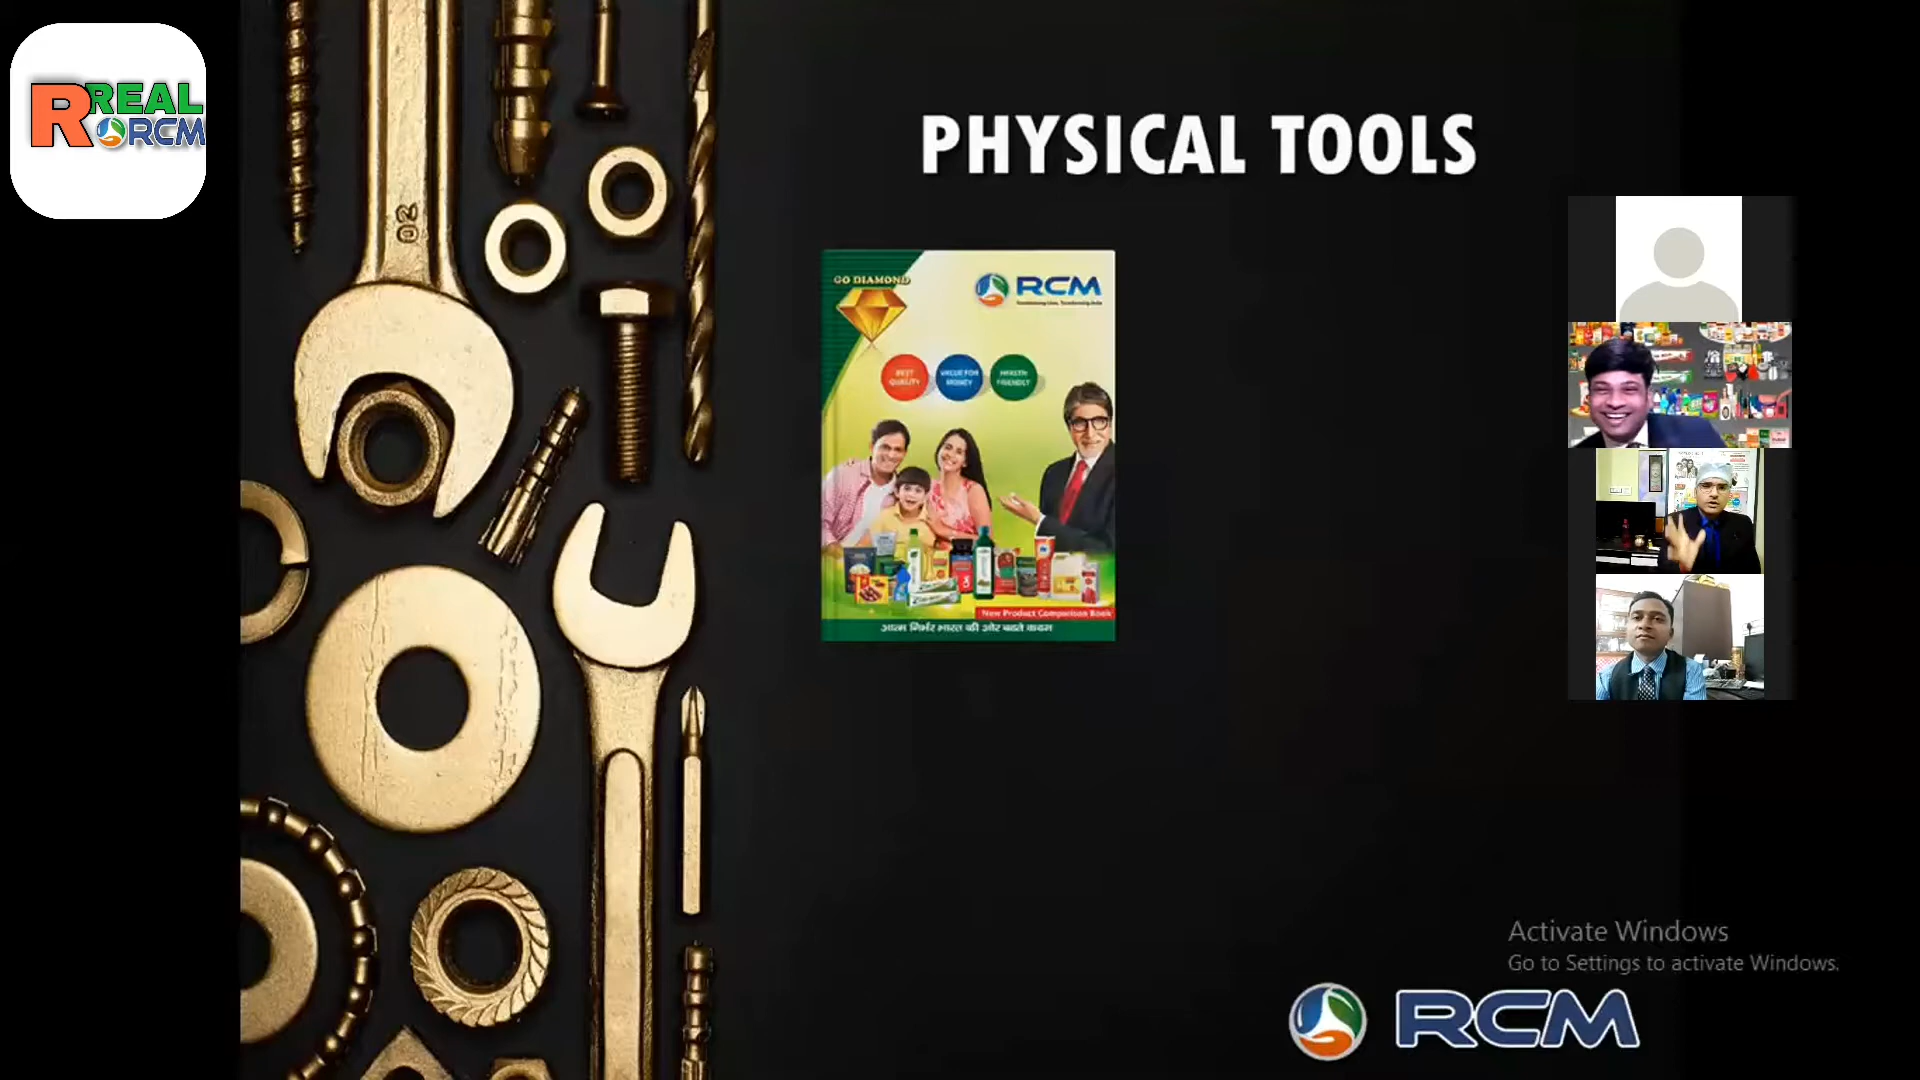 R REAL
RCM
PHYSICAL TOOLS
02
GO DIAMOND
RCM
BEST
QUALITY
VALUE FOR
MONEY
HEALTH
FRIENDLY
New Product Comparison Book
आत्म निर्भर भारत की ओर बढ़ते कदम
Activate Windows
Go to Settings to activate Windows.
RCM